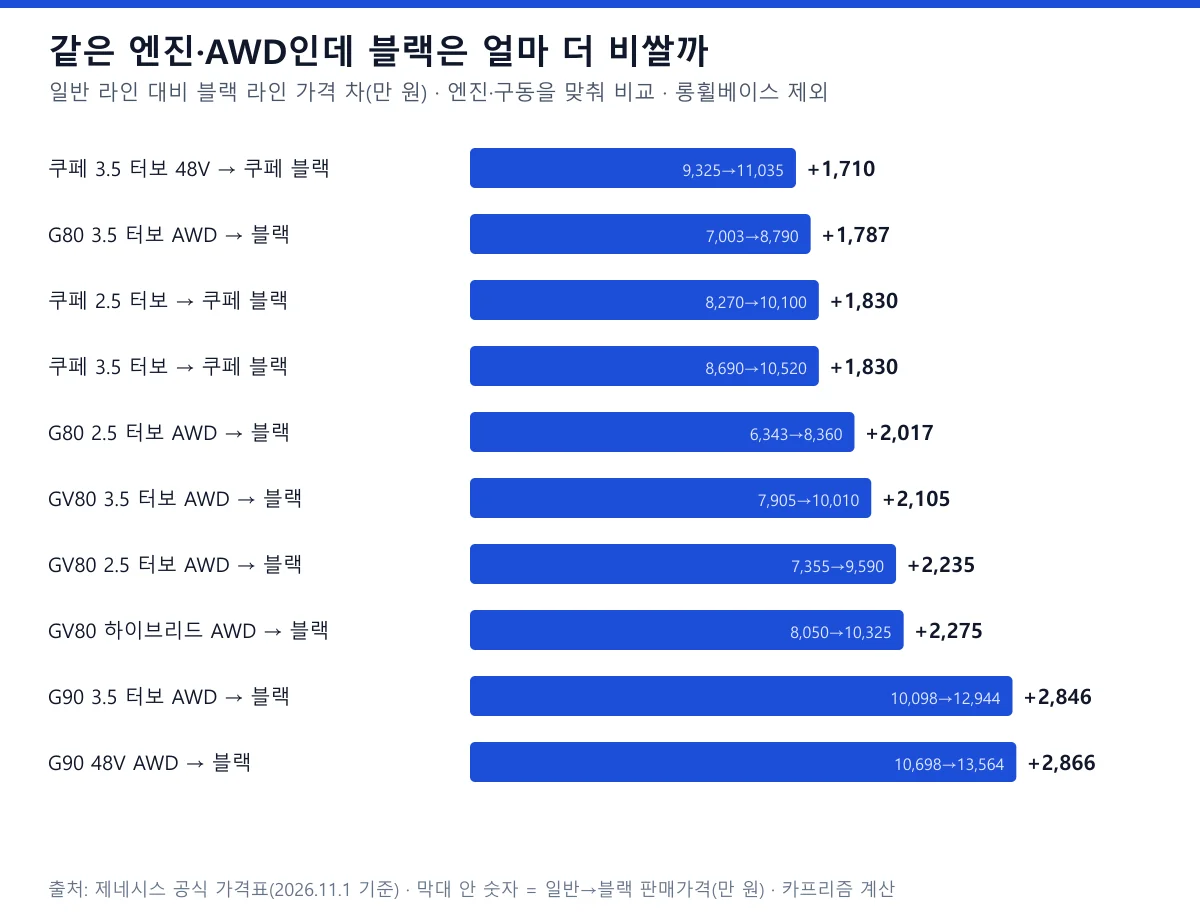 같은 엔진·AWD인데 블랙은 얼마 더 비쌀까
일반 라인 대비 블랙 라인 가격 차(만 원) · 엔진·구동을 맞춰 비교 · 롱휠베이스 제외
쿠페 3.5 터보 48V → 쿠페 블랙 9,325→11,035 +1,710
G80 3.5 터보 AWD → 블랙 7,003→8,790 +1,787
쿠페 2.5 터보 → 쿠페 블랙 8,270→10,100 +1,830
쿠페 3.5 터보 → 쿠페 블랙 8,690→10,520 +1,830
G80 2.5 터보 AWD → 블랙 6,343→8,360 +2,017
GV80 3.5 터보 AWD → 블랙 7,905→10,010 +2,105
GV80 2.5 터보 AWD → 블랙 7,355→9,590 +2,235
GV80 하이브리드 AWD → 블랙 8,050→10,325 +2,275
G90 3.5 터보 AWD → 블랙 10,098→12,944 +2,846
G90 48V AWD → 블랙 10,698→13,564 +2,866
출처: 제네시스 공식 가격표(2026.11.1 기준) · 막대 안 숫자 = 일반→블랙 판매가격(만 원) · 카프리즘 계산